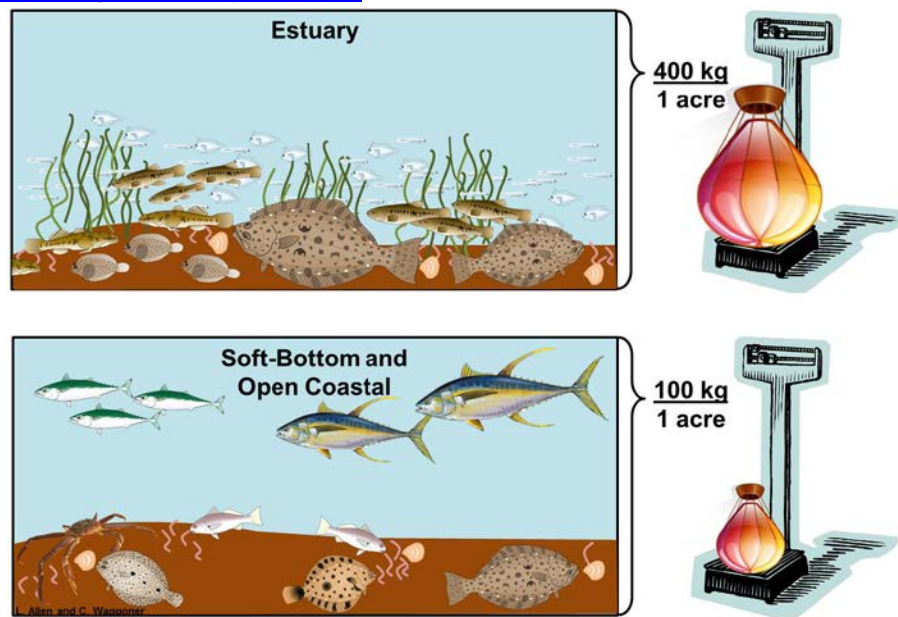 Estuary
400 kg
1 acre
Soft-Bottom and
Open Coastal
100 kg
1 acre
L. Allen and C. Waggoner